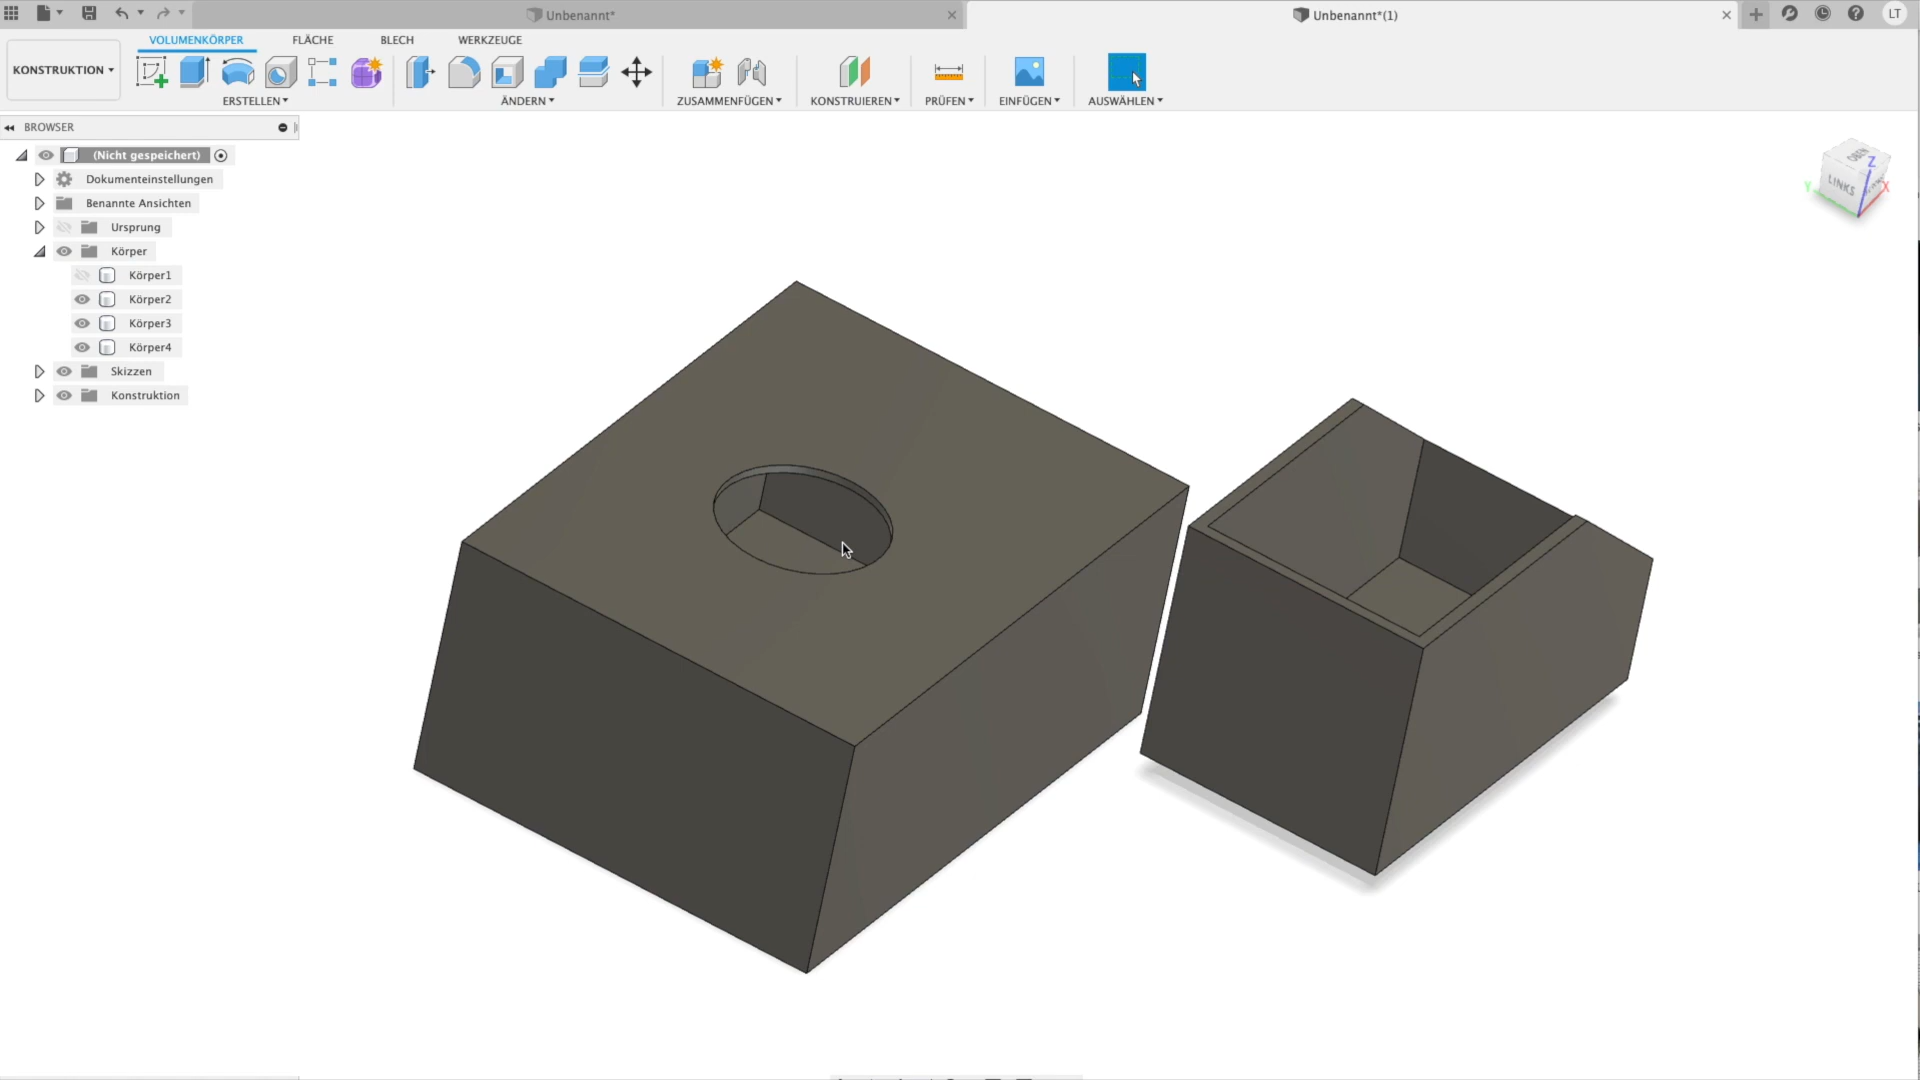 Unbenannt*
Unbenannt*(1)
LT
KONSTRUKTION
VOLUMENKÖRPER
FLÄCHE
BLECH
WERKZEUGE
ERSTELLEN
ÄNDERN
ZUSAMMENFÜGEN
KONSTRUIEREN
PRÜFEN
EINFÜGEN
AUSWÄHLEN
BROWSER
(Nicht gespeichert)
Dokumenteinstellungen
Benannte Ansichten
Ursprung
Körper
Körper1
Körper2
Körper3
Körper4
Skizzen
Konstruktion
OBEN
LINKS
Z
Y
X